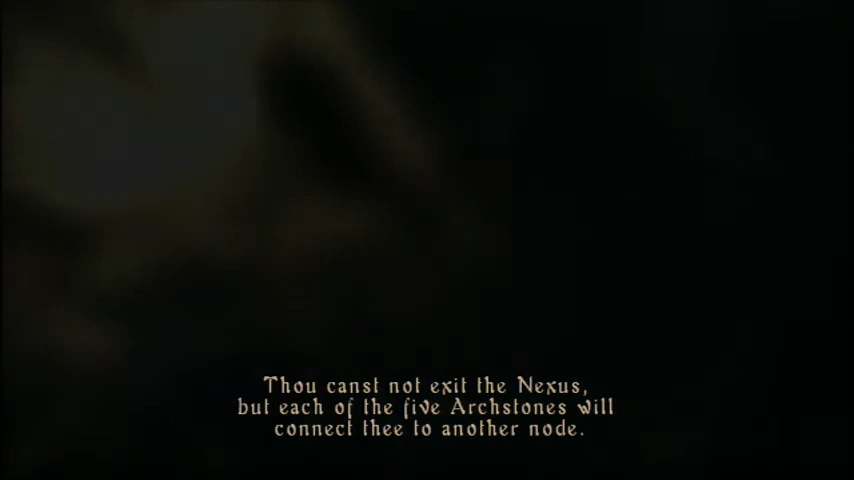 Thou canst not exit the Nexus,
but each of the five Archstones will
connect thee to another node.